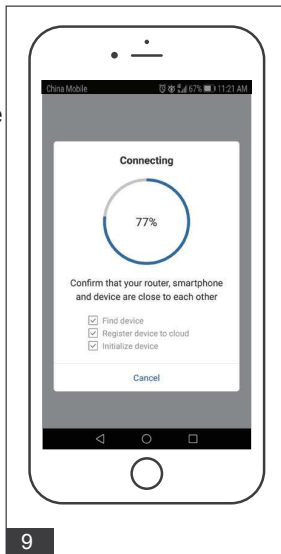 China Mobile 67% 11:21 AM
Connecting
77%
Confirm that your router, smartphone
and device are close to each other
Find device
Register device to cloud
Initialize device
Cancel
9